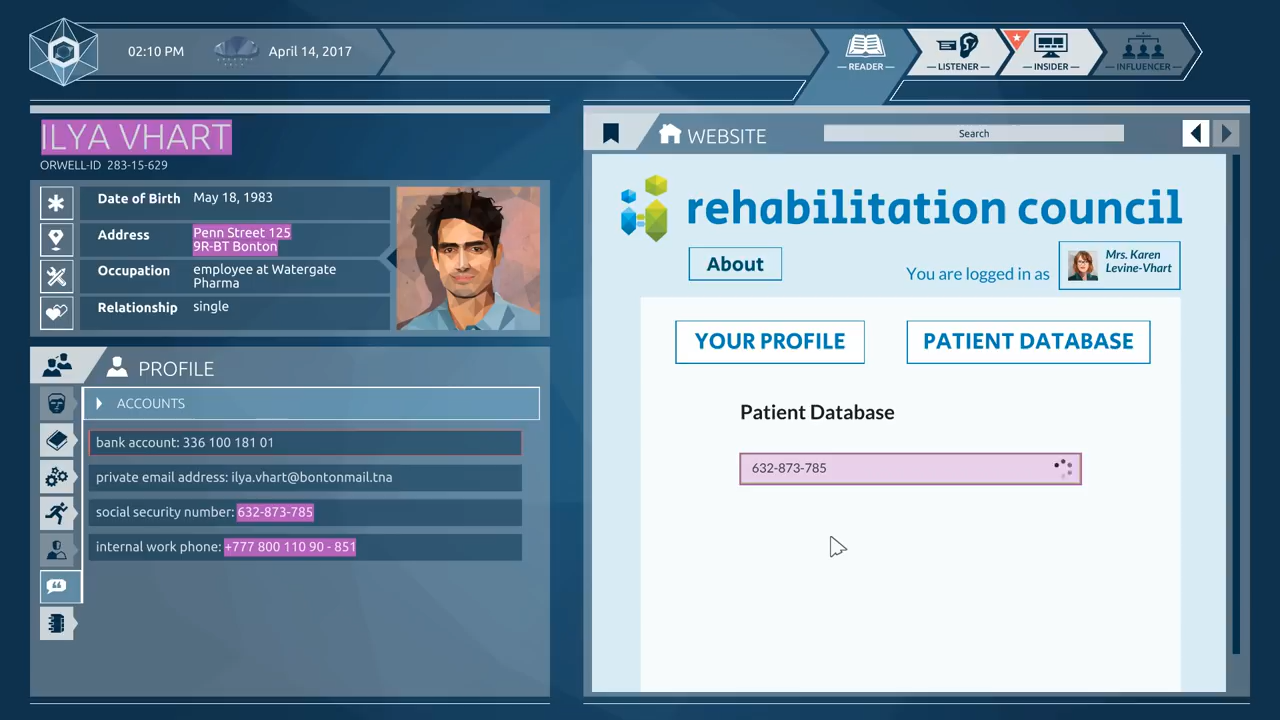 02:10 PM
April 14, 2017
— READER —
— LISTENER —
— INSIDER —
— INFLUENCER —
ILYA VHART
ORWELL-ID 283-15-629
Date of Birth May 18, 1983
Address Penn Street 125
9R-BT Bonton
Occupation employee at Watergate
Pharma
Relationship single
PROFILE
ACCOUNTS
bank account: 336 100 181 01
private email address: ilya.vhart@bontonmail.tna
social security number: 632-873-785
internal work phone: +777 800 110 90 - 851
WEBSITE
Search
rehabilitation council
About
You are logged in as
Mrs. Karen
Levine-Vhart
YOUR PROFILE
PATIENT DATABASE
Patient Database
632-873-785